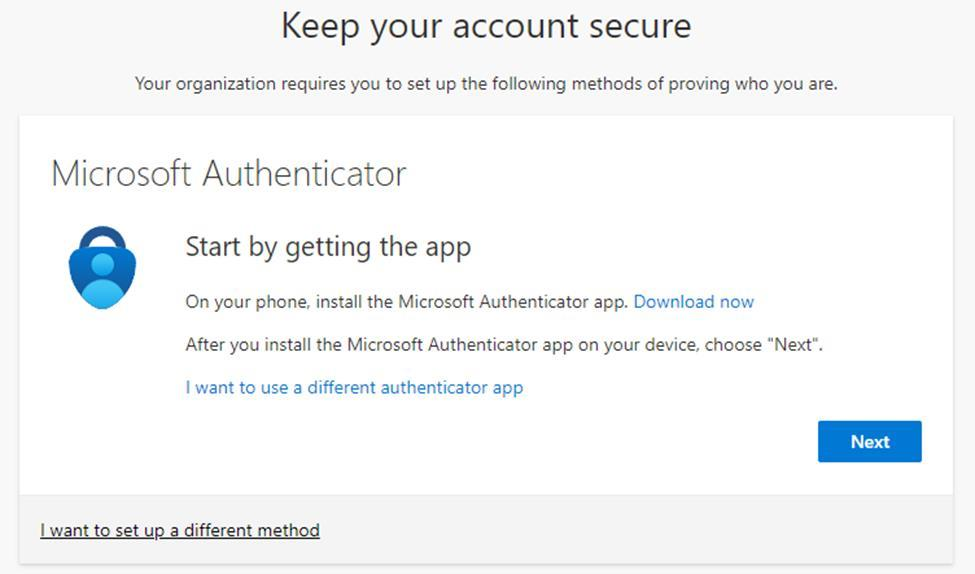 Keep your account secure
Your organization requires you to set up the following methods of proving who you are.
Microsoft Authenticator
Start by getting the app
On your phone, install the Microsoft Authenticator app. Download now
After you install the Microsoft Authenticator app on your device, choose "Next".
I want to use a different authenticator app
Next
I want to set up a different method